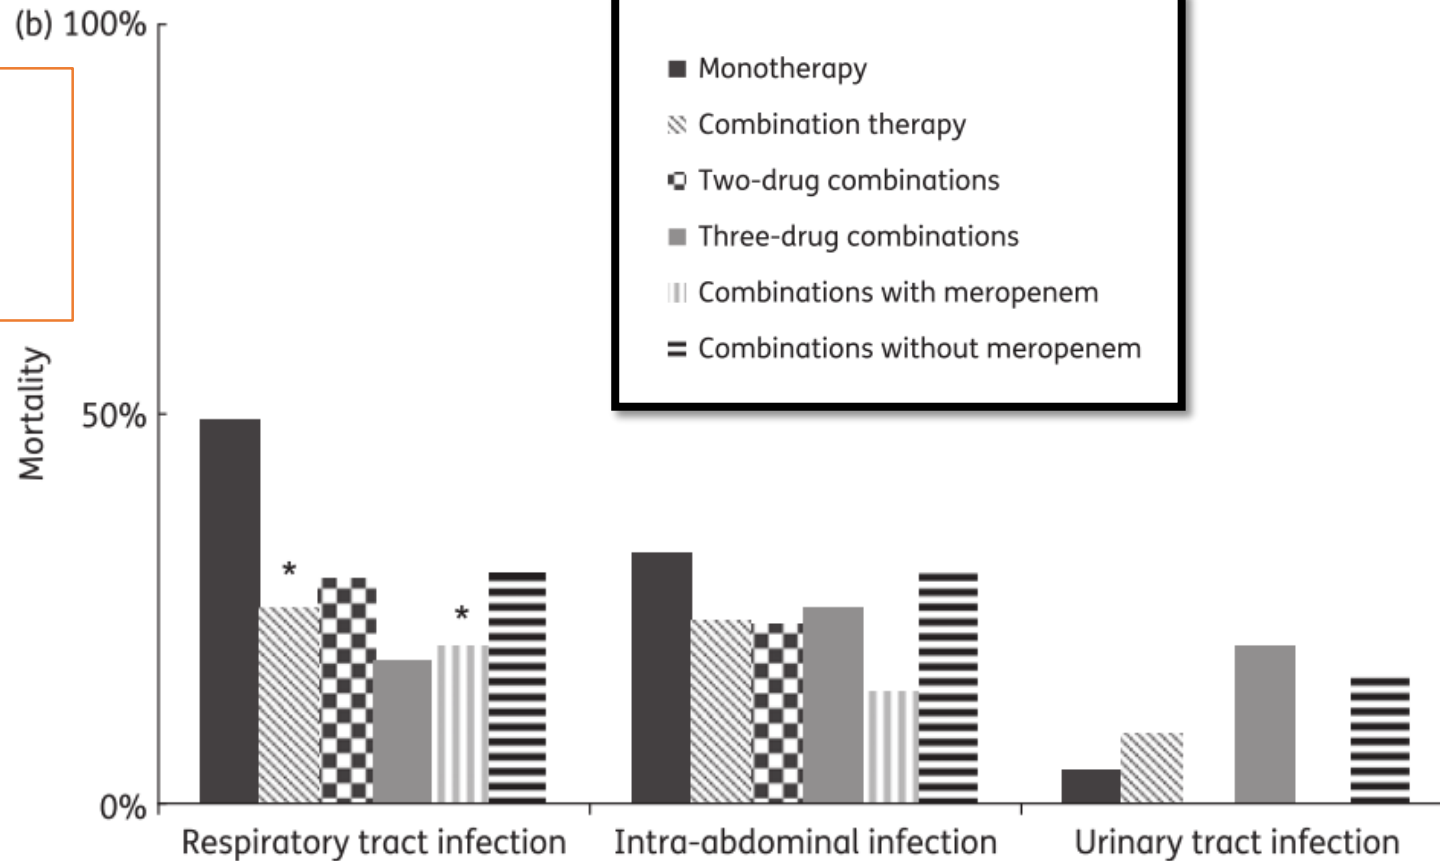 (b) 100%
Monotherapy
Combination therapy
Two-drug combinations
Three-drug combinations
Combinations with meropenem
Combinations without meropenem
Mortality
50%
*
*
0%
Respiratory tract infection
Intra-abdominal infection
Urinary tract infection